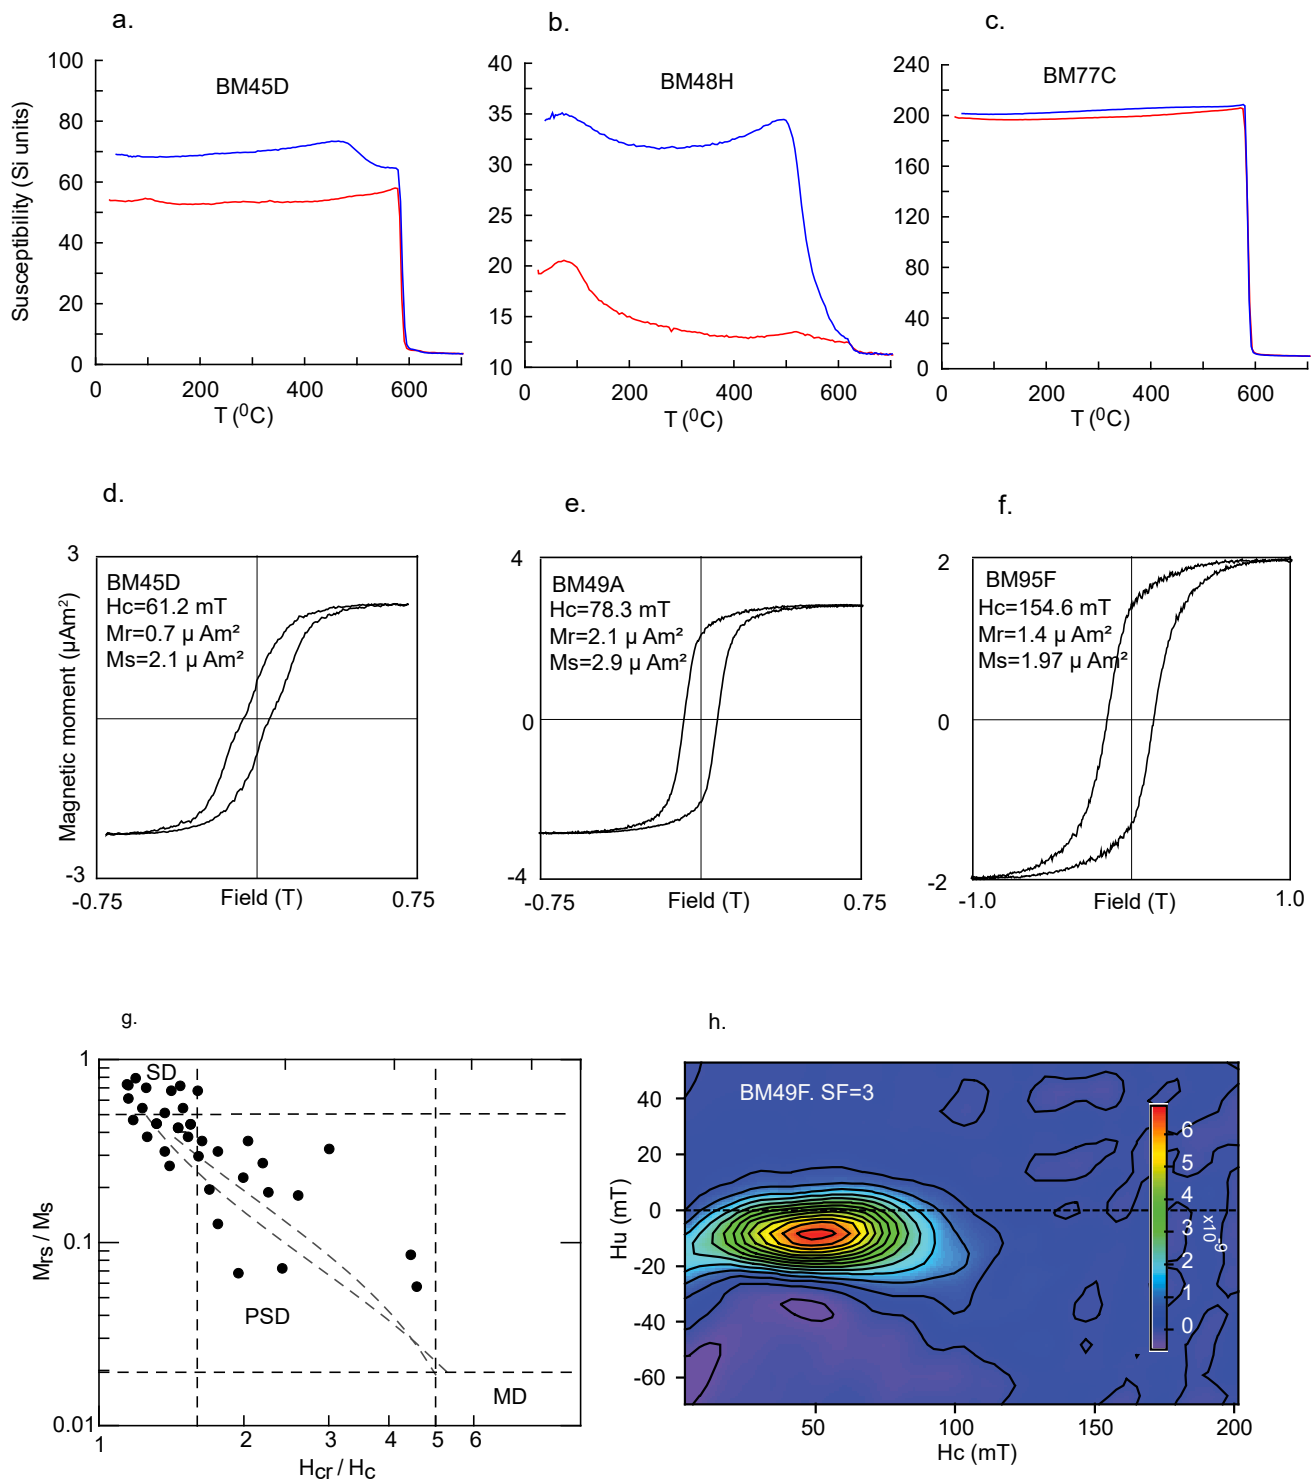 a.
b.
c.
BM45D
BM48H
BM77C
Susceptibility (Si units)
100
80
60
40
20
0
0
200
400
600
T (⁰C)
40
35
30
25
20
15
10
0
200
400
600
T (⁰C)
240
200
160
120
80
40
0
0
200
400
600
T (⁰C)
d.
e.
f.
Magnetic moment (µAm²)
3
-3
BM45D
Hc=61.2 mT
Mr=0.7 µ Am²
Ms=2.1 µ Am²
-0.75
Field (T)
0.75
4
0
-4
BM49A
Hc=78.3 mT
Mr=2.1 µ Am²
Ms=2.9 µ Am²
-0.75
Field (T)
0.75
2
0
-2
BM95F
Hc=154.6 mT
Mr=1.4 µ Am²
Ms=1.97 µ Am²
-1.0
Field (T)
1.0
g.
h.
Mrs / Ms
1
0.1
0.01
SD
PSD
MD
1
2
3
4
5
6
Hcr / Hc
BM49F. SF=3
Hu (mT)
40
20
0
-20
-40
-60
6
5
4
3
2
1
0
x10⁻⁹
50
100
150
200
Hc (mT)